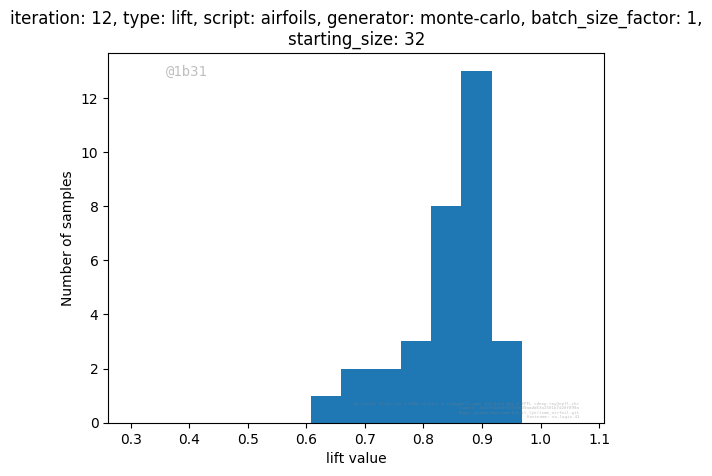 iteration: 12, type: lift, script: airfoils, generator: monte-carlo, batch_size_factor: 1,
starting_size: 32
@1b31
12
10
8
6
4
2
0
Number of samples
0.3 0.4 0.5 0.6 0.7 0.8 0.9 1.0 1.1
lift value